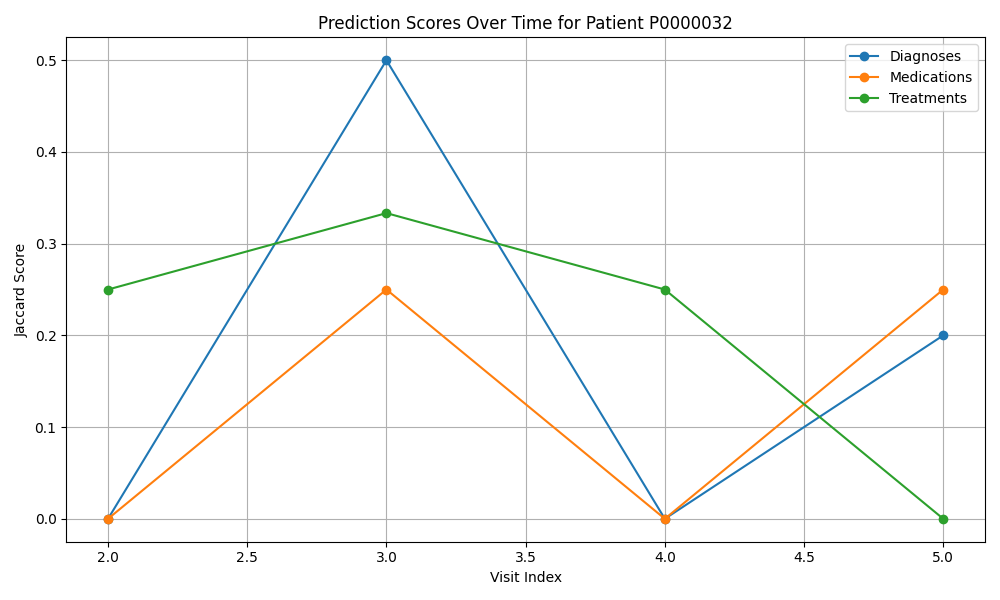 Prediction Scores Over Time for Patient P0000032
Diagnoses
Medications
Treatments
Jaccard Score
0.5
0.4
0.3
0.2
0.1
0.0
2.0 2.5 3.0 3.5 4.0 4.5 5.0
Visit Index